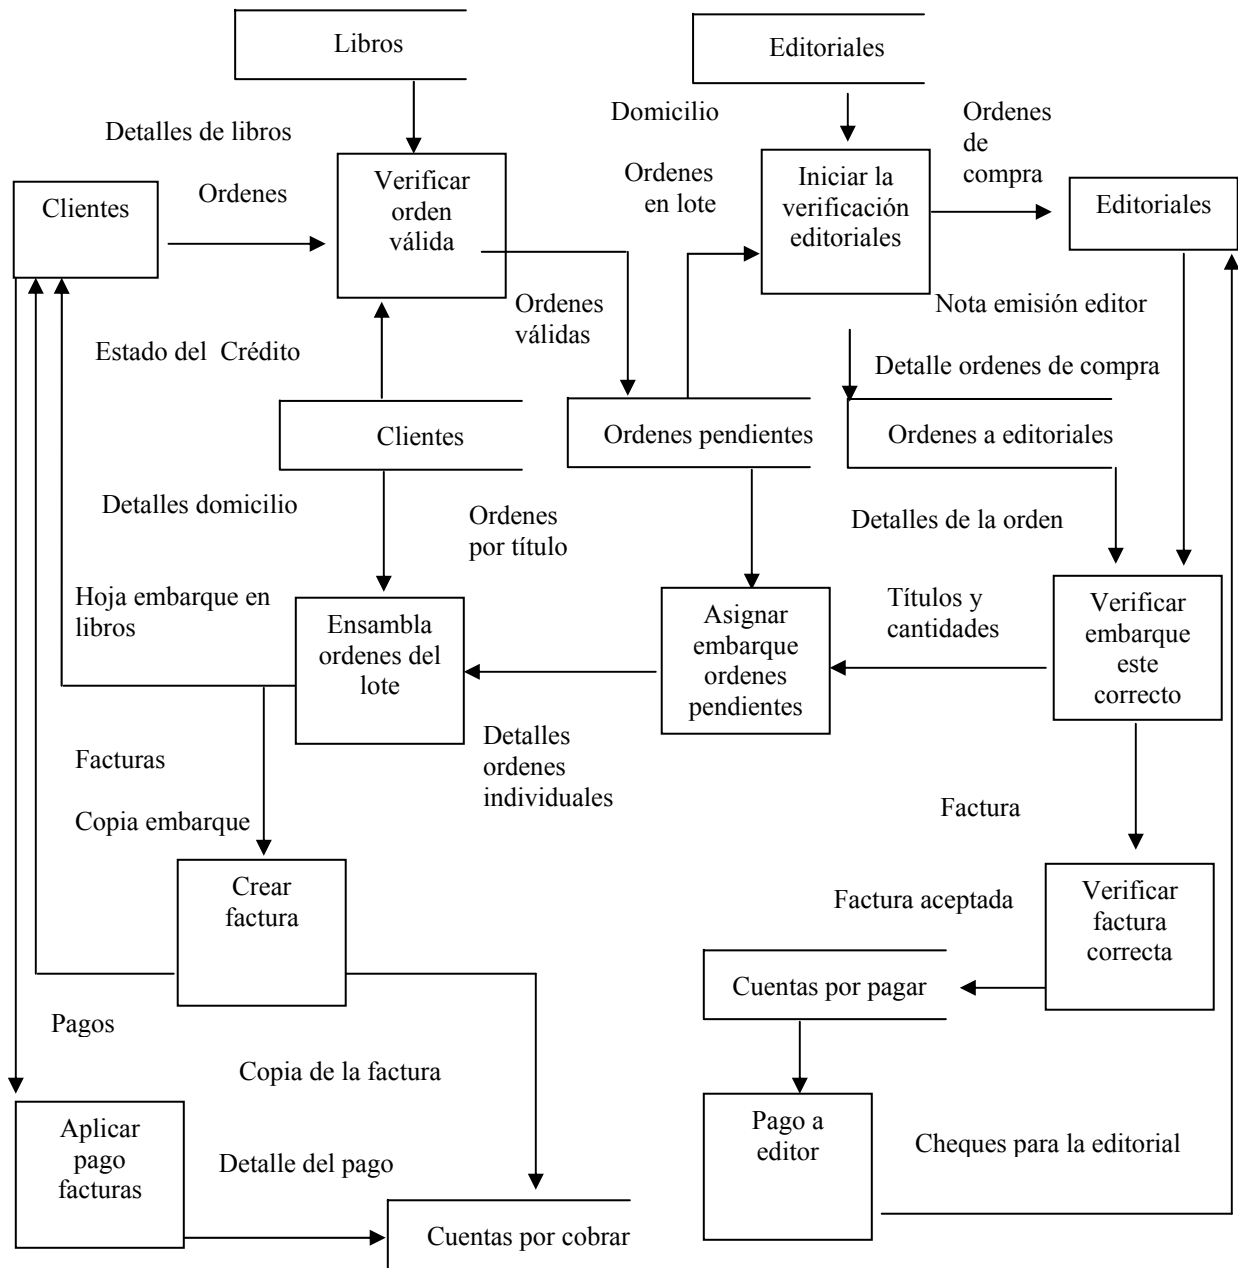 Libros
Editoriales
Detalles de libros
Domicilio
Ordenes
de
compra
Clientes
Ordenes
Verificar
orden
válida
Ordenes
en lote
Iniciar la
verificación
editoriales
Editoriales
Estado del Crédito
Ordenes
válidas
Nota emisión editor
Detalle ordenes de compra
Clientes
Ordenes pendientes
Ordenes a editoriales
Detalles domicilio
Ordenes
por título
Detalles de la orden
Hoja embarque en
libros
Ensambla
ordenes del
lote
Asignar
embarque
ordenes
pendientes
Títulos y
cantidades
Verificar
embarque
este
correcto
Facturas
Copia embarque
Detalles
ordenes
individuales
Factura
Crear
factura
Factura aceptada
Verificar
factura
correcta
Cuentas por pagar
Pagos
Copia de la factura
Aplicar
pago
facturas
Detalle del pago
Pago a
editor
Cheques para la editorial
Cuentas por cobrar